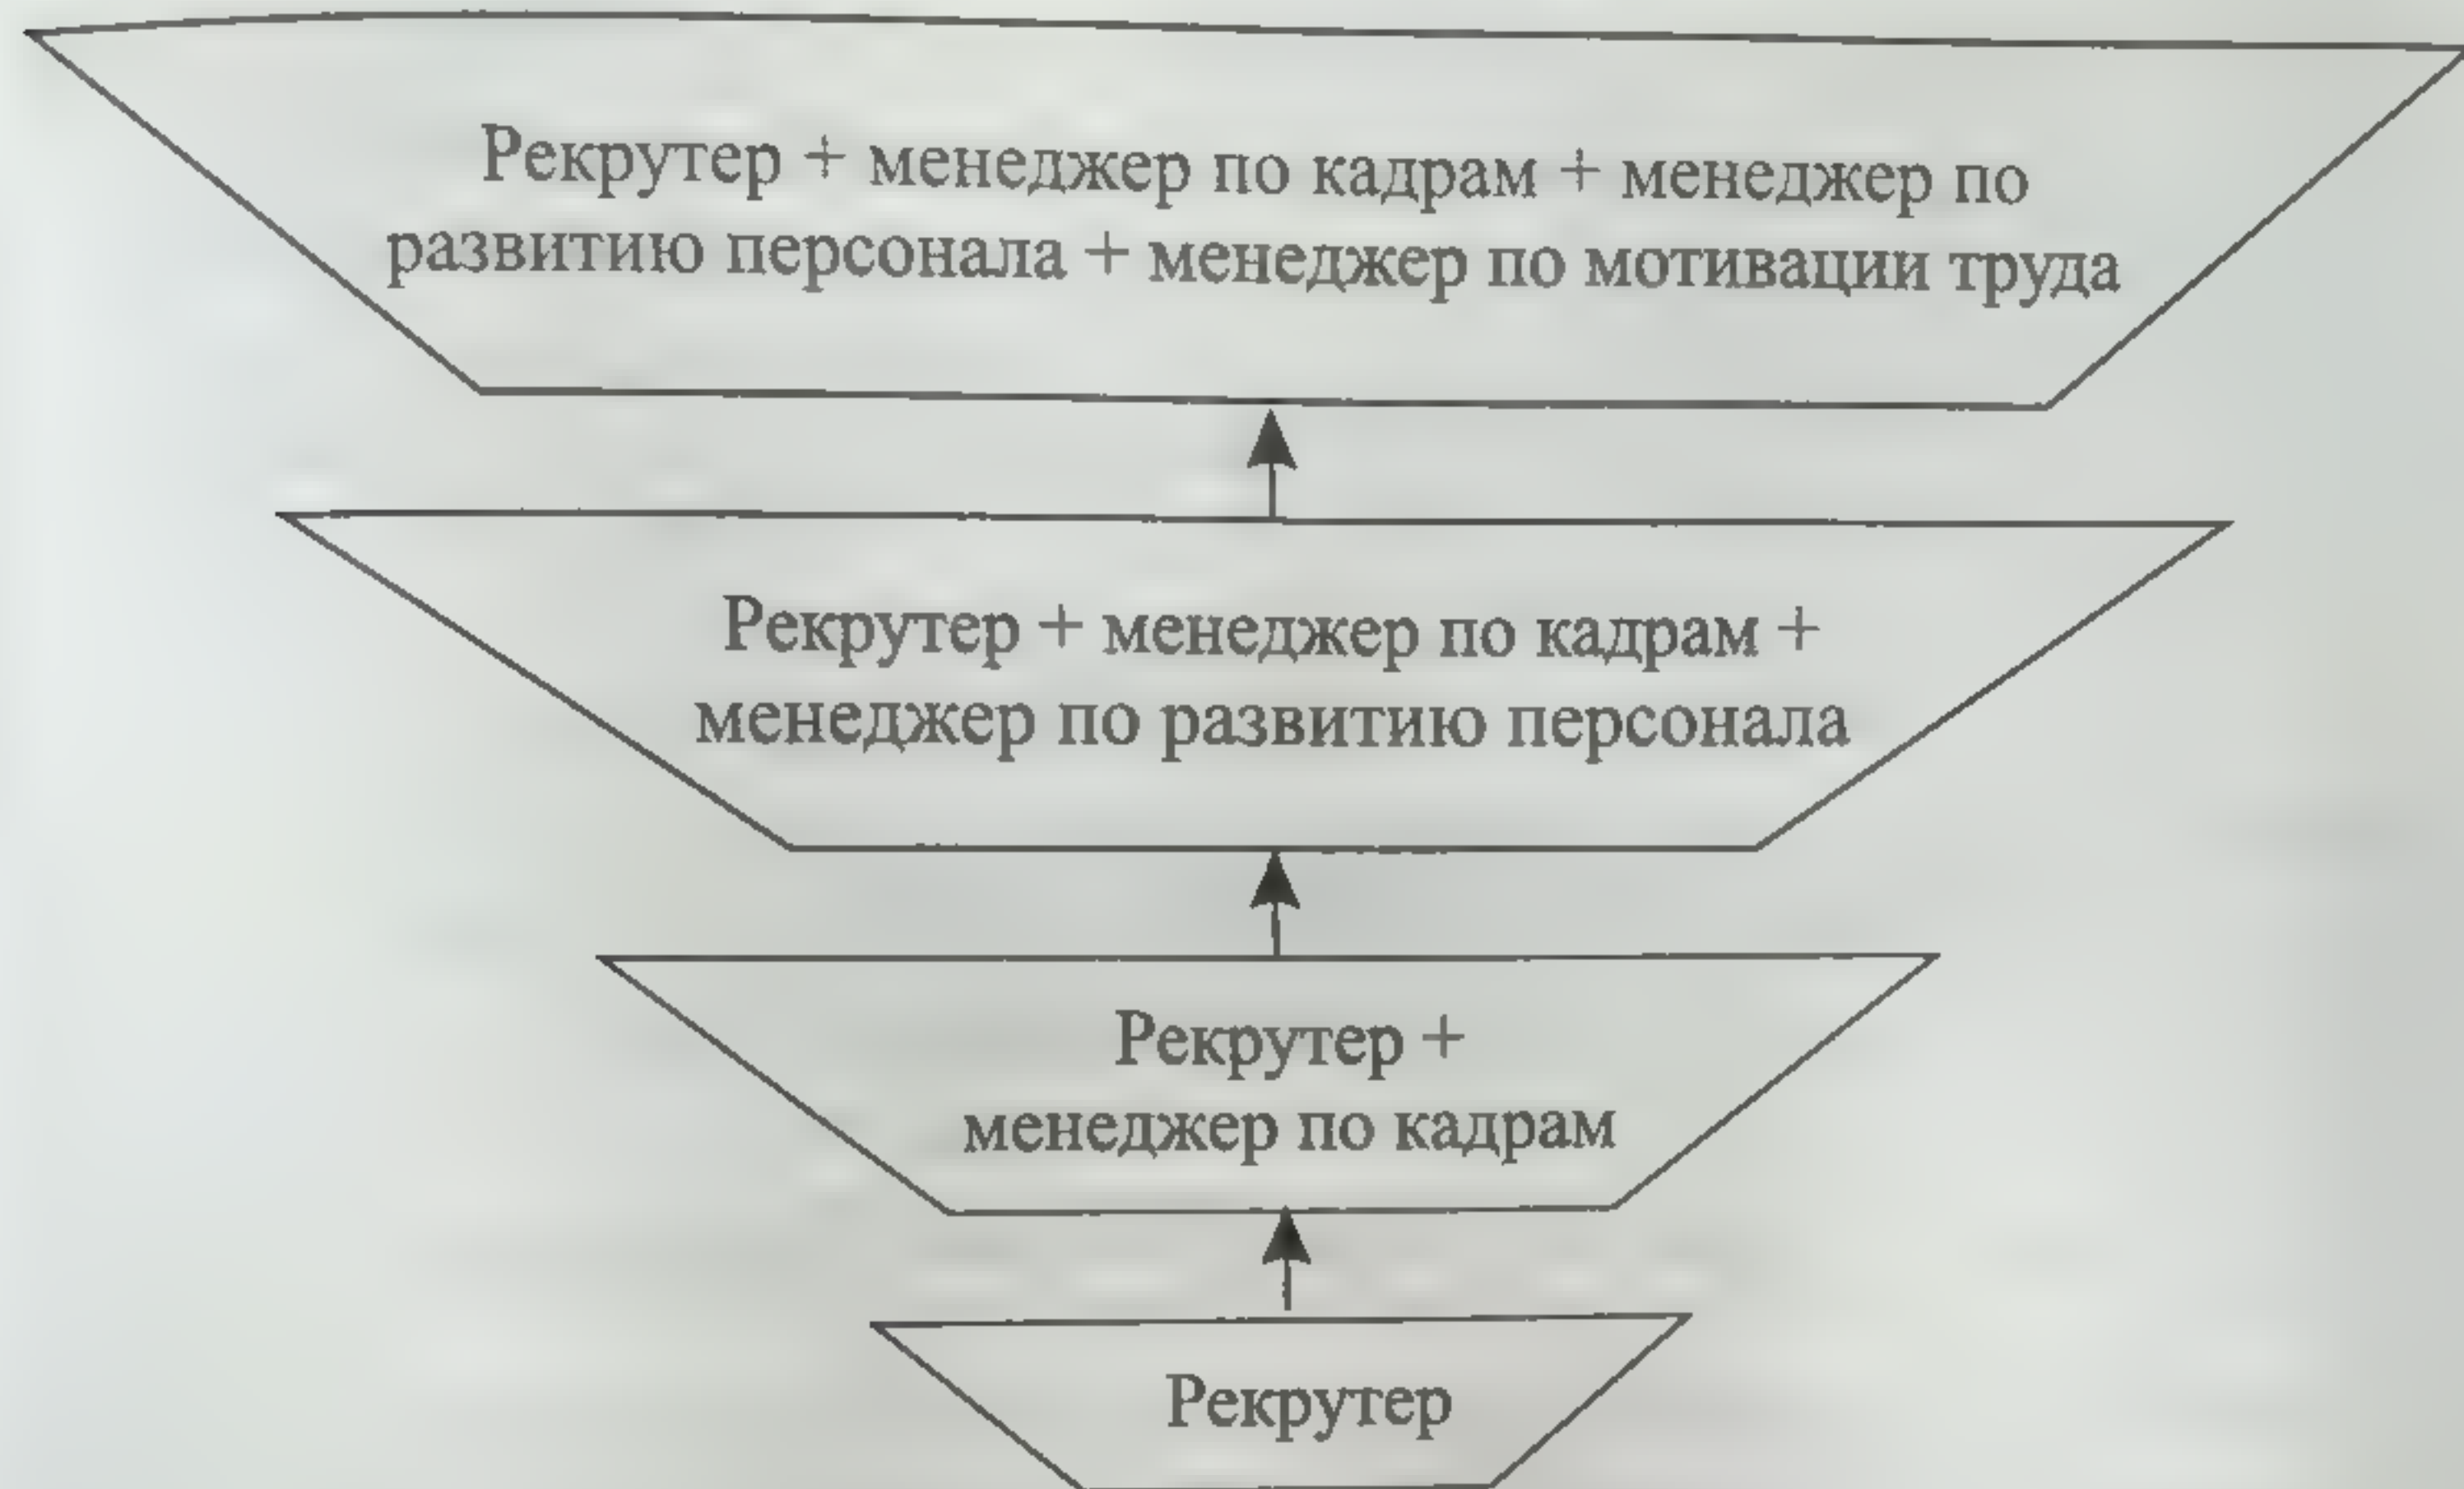 Рекрутер + менеджер по кадрам + менеджер по
развитию персонала + менеджер по мотивации труда
Рекрутер + менеджер по кадрам +
менеджер по развитию персонала
Рекрутер +
менеджер по кадрам
Рекрутер